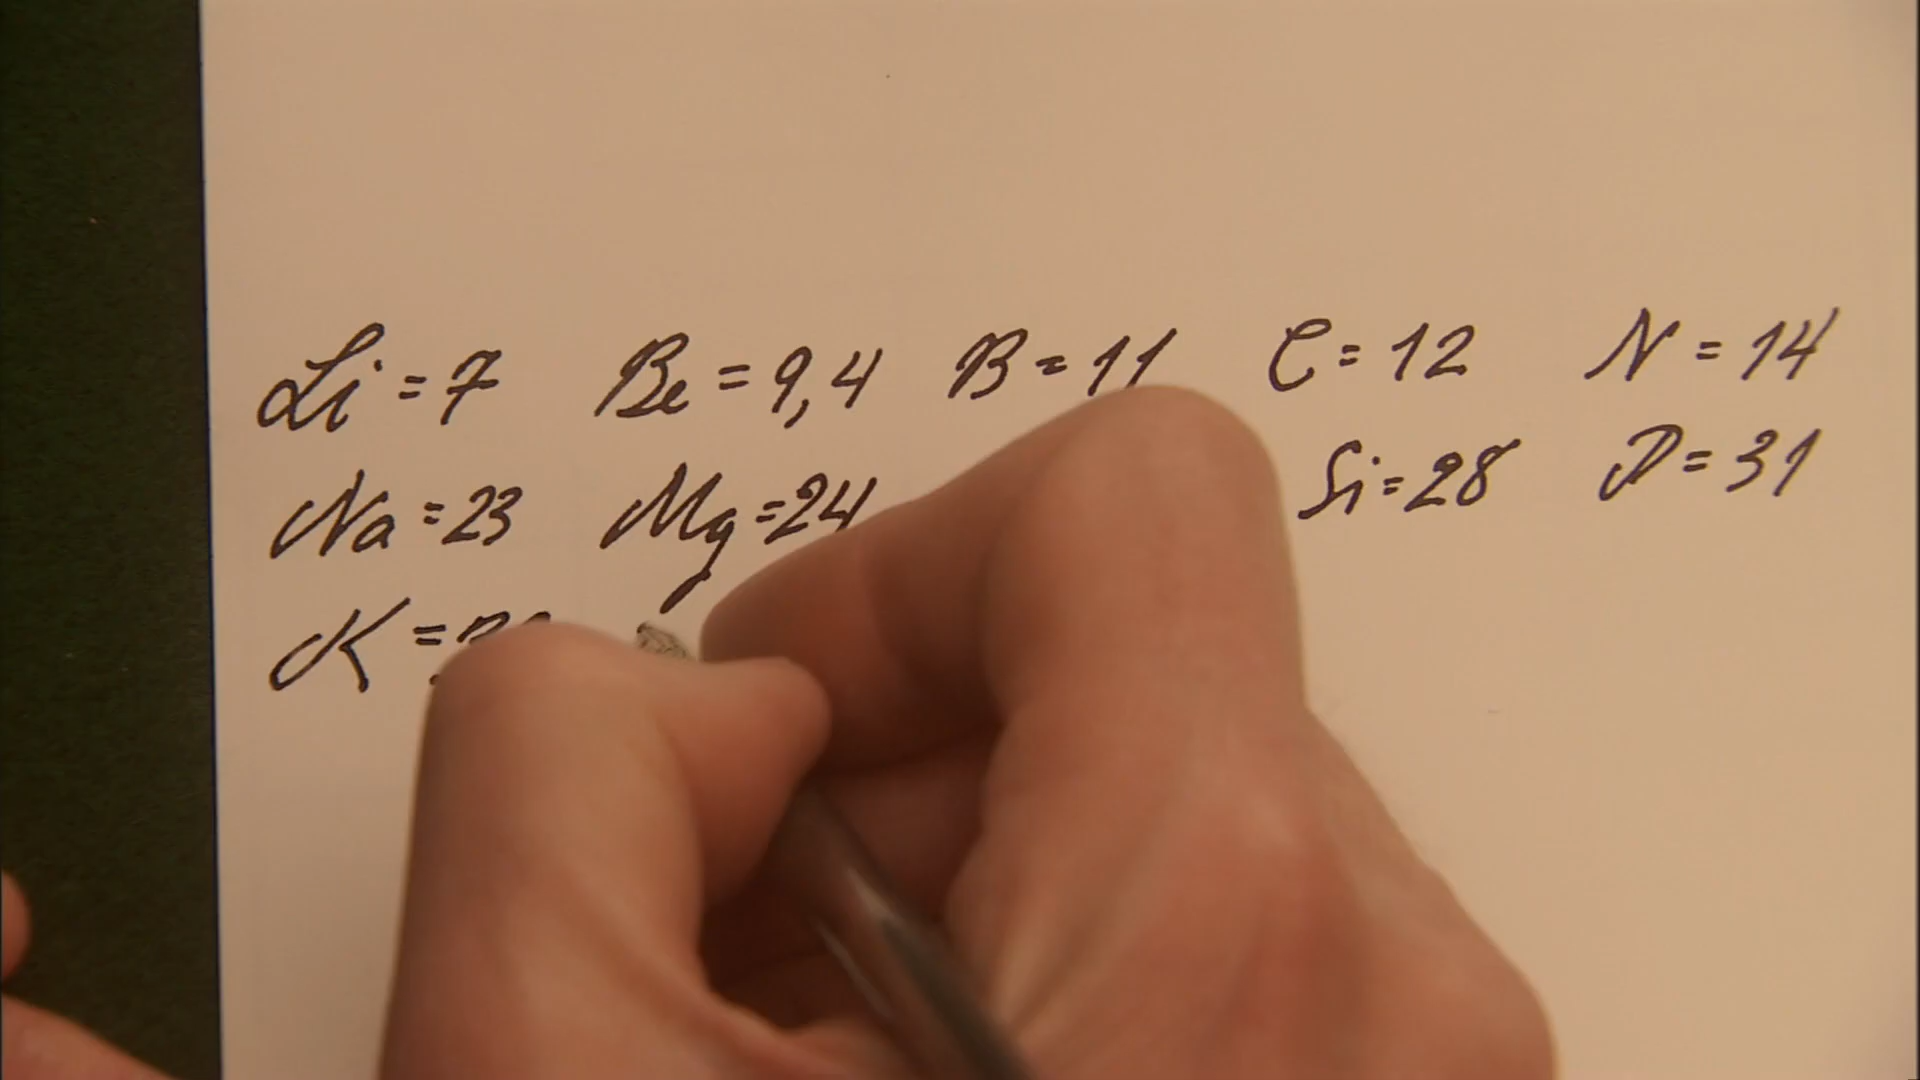 Li = 7 Be = 9,4 B = 11 C = 12 N = 14
Na = 23 Mg = 24 Si = 28 P = 31
K =